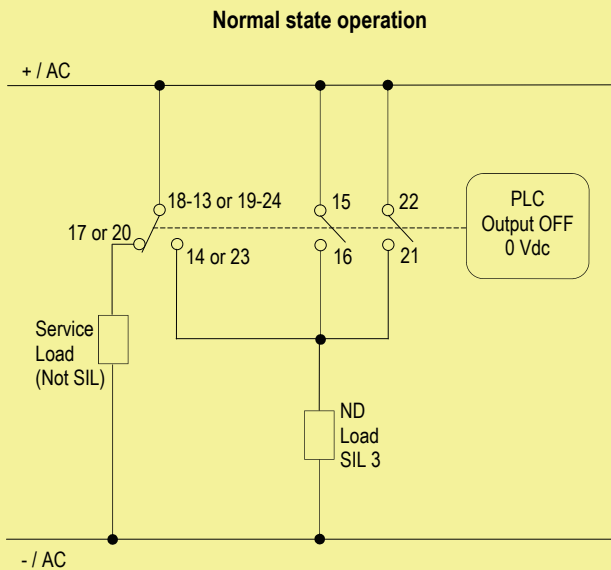 Normal state operation
+ / AC
18-13 or 19-24
15
22
PLC
Output OFF
0 Vdc
17 or 20
14 or 23
16
21
Service
Load
(Not SIL)
ND
Load
SIL 3
- / AC